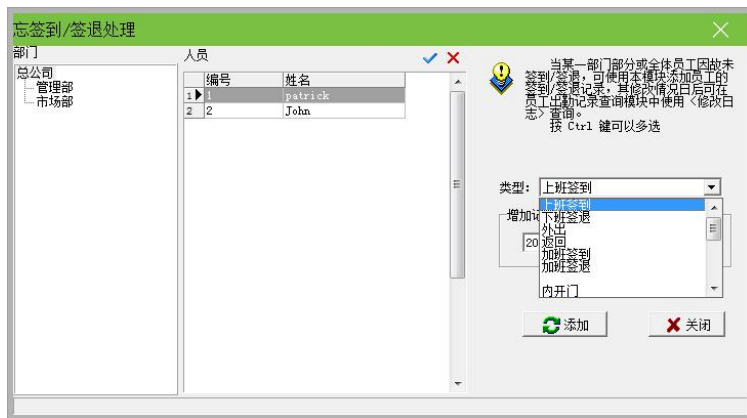 忘签到/签退处理
部门
总公司
管理部
市场部
人员
编号 姓名
1 1 patrick
2 2 John
当某一部门部分或全体员工因故未
签到/签退，可使用本模块添加员工的
签到/签退记录，其修改情况日后可在
员工出勤记录查询模块中使用〈修改日
志〉查询。
按 Ctrl 键可以多选
类型： 上班签到
上班签到
下班签退
外出
返回
加班签到
加班签退
内开门
增加
20
添加
关闭